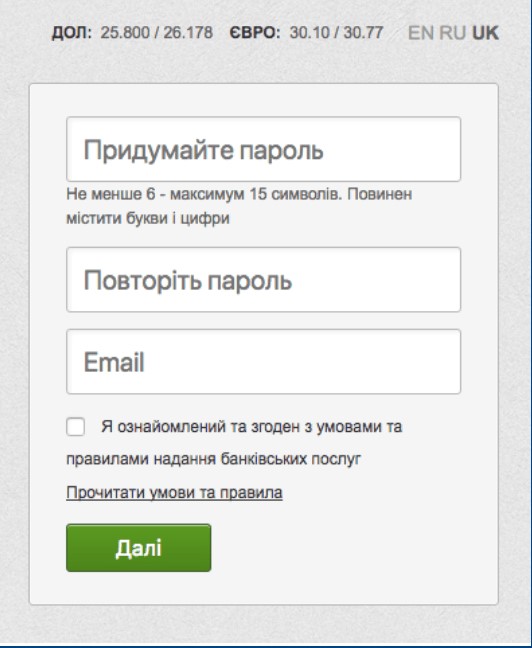 ДОЛ: 25.800 / 26.178 ЄВРО: 30.10 / 30.77 EN RU UK
Придумайте пароль
Не менше 6 - максимум 15 символів. Повинен
містити букви і цифри
Повторіть пароль
Email
Я ознайомлений та згоден з умовами та
правилами надання банківських послуг
Прочитати умови та правила
Далі